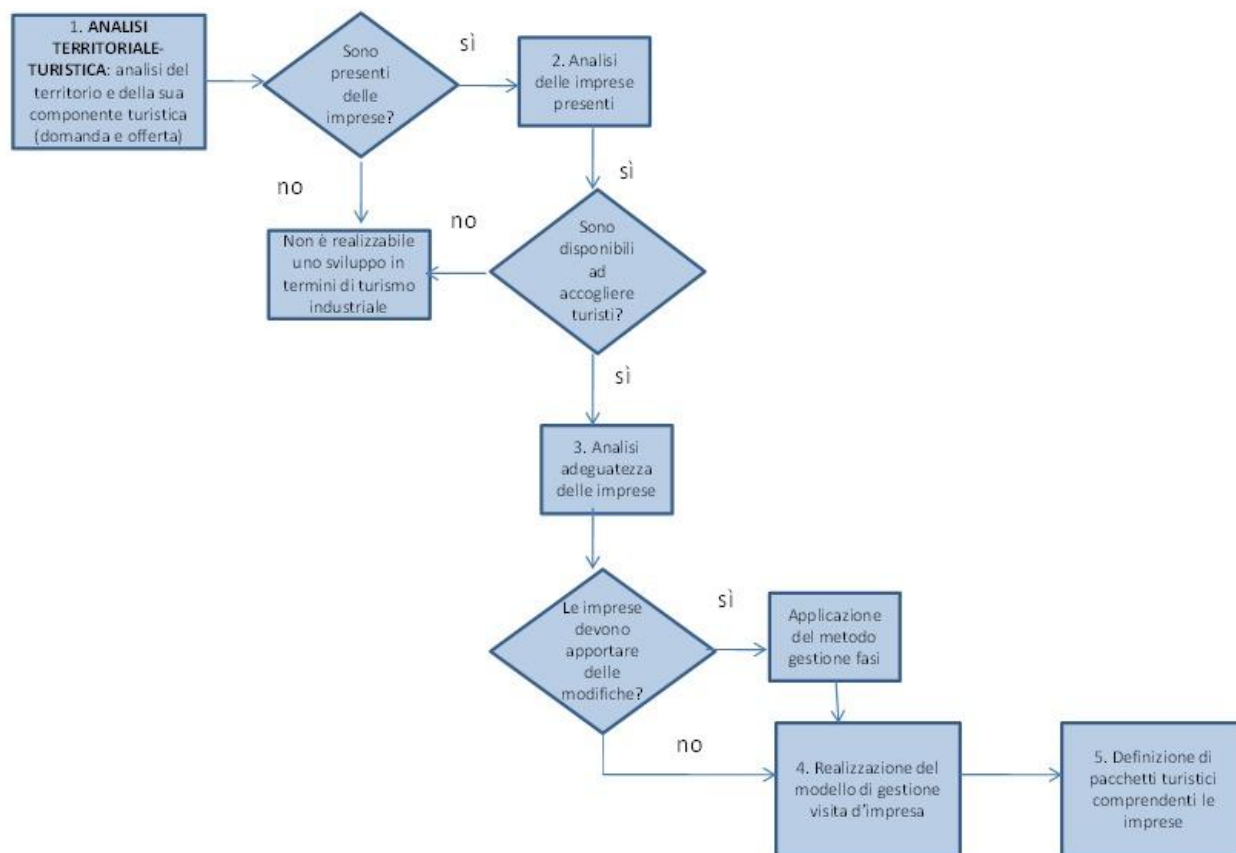 1. ANALISI
TERRITORIALE-
TURISTICA: analisi del
territorio e della sua
componente turistica
(domanda e offerta)
Sono
presenti
delle
imprese?
sì
2. Analisi
delle imprese
presenti
no
sì
Non è realizzabile
uno sviluppo in
termini di turismo
industriale
no
Sono
disponibili
ad
accogliere
turisti?
sì
3. Analisi
adeguatezza
delle imprese
Le imprese
devono
apportare
delle
modifiche?
sì
Applicazione
del metodo
gestione fasi
no
4. Realizzazione del
modello di gestione
visita d'impresa
5. Definizione di
pacchetti turistici
comprendenti le
imprese